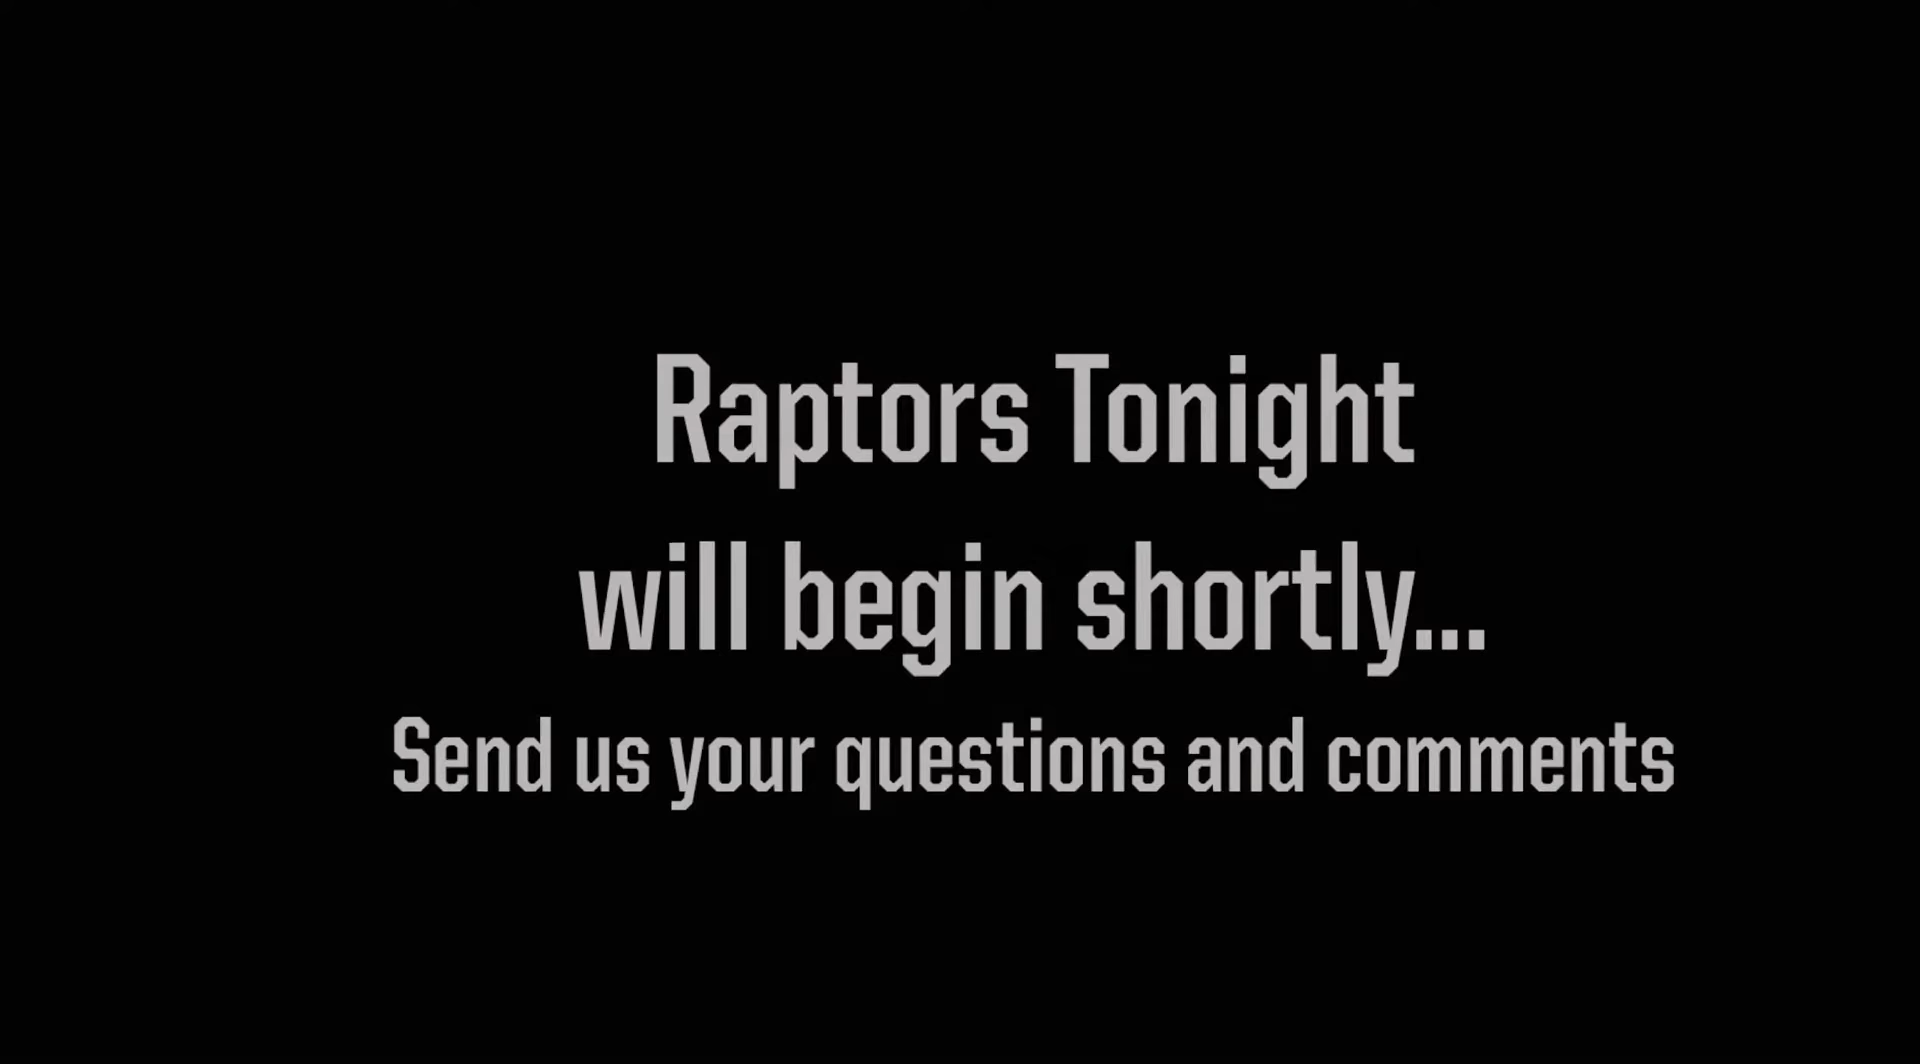 Raptors Tonight
will begin shortly...
Send us your questions and comments